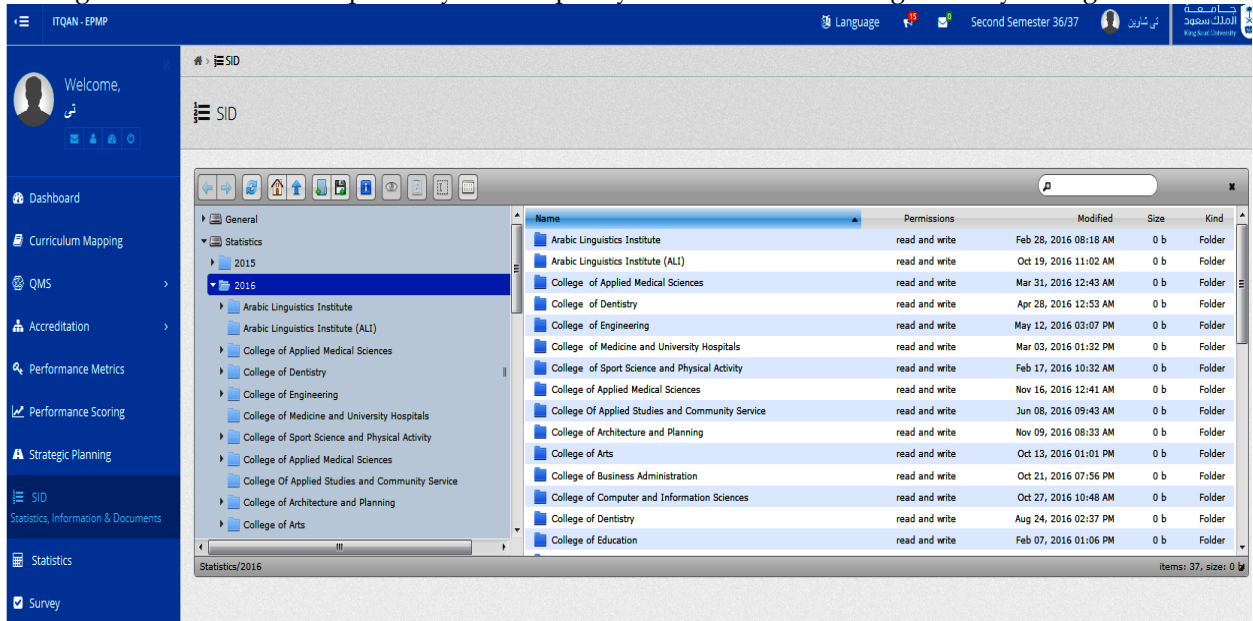 ITQAN - EPMP
Language 15 0 Second Semester 36/37 تي شارين
جامعة
الملك سعود
King Saud University
Welcome,
تى
SID
SID
Dashboard
Curriculum Mapping
QMS
Accreditation
Performance Metrics
Performance Scoring
Strategic Planning
SID
Statistics, Information & Documents
Statistics
Survey
General
Statistics
2015
2016
Arabic Linguistics Institute
Arabic Linguistics Institute (ALI)
College of Applied Medical Sciences
College of Dentistry
College of Engineering
College of Medicine and University Hospitals
College of Sport Science and Physical Activity
College of Applied Medical Sciences
College Of Applied Studies and Community Service
College of Architecture and Planning
College of Arts
Name Permissions Modified Size Kind
Arabic Linguistics Institute read and write Feb 28, 2016 08:18 AM 0 b Folder
Arabic Linguistics Institute (ALI) read and write Oct 19, 2016 11:02 AM 0 b Folder
College of Applied Medical Sciences read and write Mar 31, 2016 12:43 AM 0 b Folder
College of Dentistry read and write Apr 28, 2016 12:53 AM 0 b Folder
College of Engineering read and write May 12, 2016 03:07 PM 0 b Folder
College of Medicine and University Hospitals read and write Mar 03, 2016 01:32 PM 0 b Folder
College of Sport Science and Physical Activity read and write Feb 17, 2016 10:32 AM 0 b Folder
College of Applied Medical Sciences read and write Nov 16, 2016 12:41 AM 0 b Folder
College Of Applied Studies and Community Service read and write Jun 08, 2016 09:43 AM 0 b Folder
College of Architecture and Planning read and write Nov 09, 2016 08:33 AM 0 b Folder
College of Arts read and write Oct 13, 2016 01:01 PM 0 b Folder
College of Business Administration read and write Oct 21, 2016 07:56 PM 0 b Folder
College of Computer and Information Sciences read and write Oct 27, 2016 10:48 AM 0 b Folder
College of Dentistry read and write Aug 24, 2016 02:37 PM 0 b Folder
College of Education read and write Feb 07, 2016 01:06 PM 0 b Folder
Statistics/2016 items: 37, size: 0 b